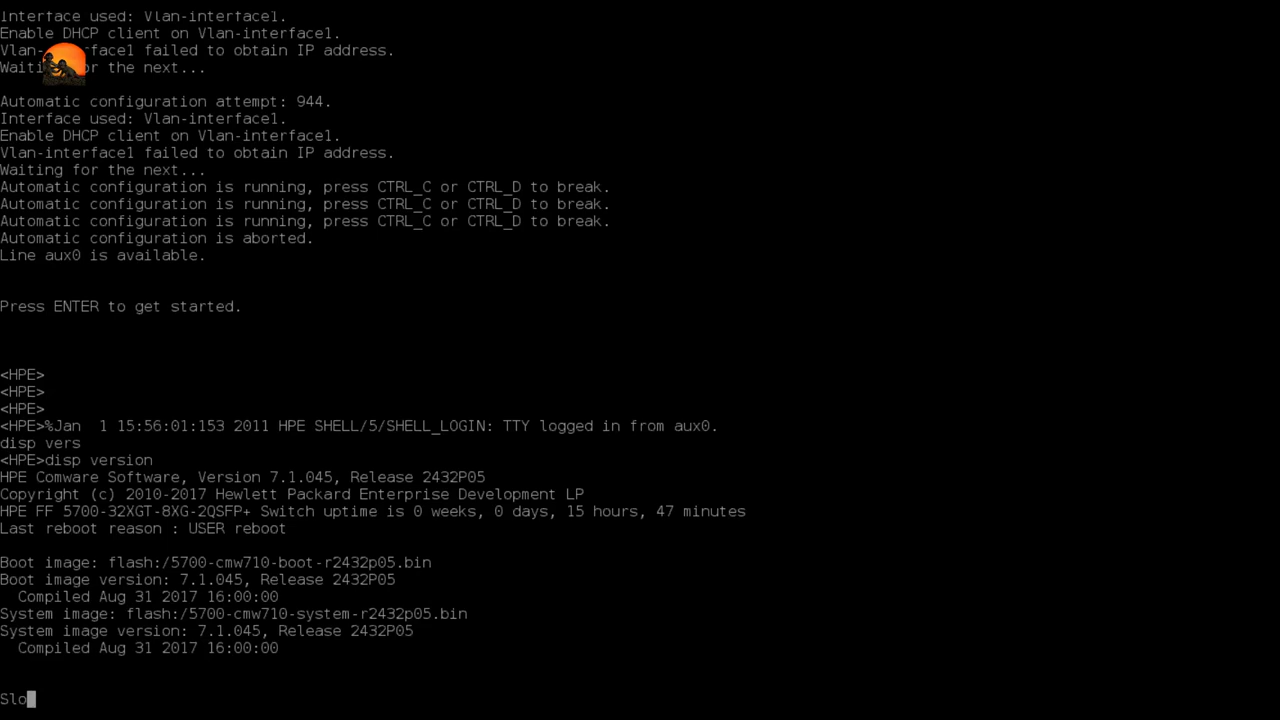 Interface used: Vlan-interface1.
Enable DHCP client on Vlan-interface1.
Vlan- face1 failed to obtain IP address.
Waiti or the next...
Automatic configuration attempt: 944.
Interface used: Vlan-interface1.
Enable DHCP client on Vlan-interface1.
Vlan-interface1 failed to obtain IP address.
Waiting for the next...
Automatic configuration is running, press CTRL_C or CTRL_D to break.
Automatic configuration is running, press CTRL_C or CTRL_D to break.
Automatic configuration is running, press CTRL_C or CTRL_D to break.
Automatic configuration is aborted.
Line aux0 is available.
Press ENTER to get started.
<HPE>
<HPE>
<HPE>
<HPE>%Jan  1 15:56:01:153 2011 HPE SHELL/5/SHELL_LOGIN: TTY logged in from aux0.
disp vers
<HPE>disp version
HPE Comware Software, Version 7.1.045, Release 2432P05
Copyright (c) 2010-2017 Hewlett Packard Enterprise Development LP
HPE FF 5700-32XGT-8XG-2QSFP+ Switch uptime is 0 weeks, 0 days, 15 hours, 47 minutes
Last reboot reason : USER reboot
Boot image: flash:/5700-cmw710-boot-r2432p05.bin
Boot image version: 7.1.045, Release 2432P05
  Compiled Aug 31 2017 16:00:00
System image: flash:/5700-cmw710-system-r2432p05.bin
System image version: 7.1.045, Release 2432P05
  Compiled Aug 31 2017 16:00:00
Slo